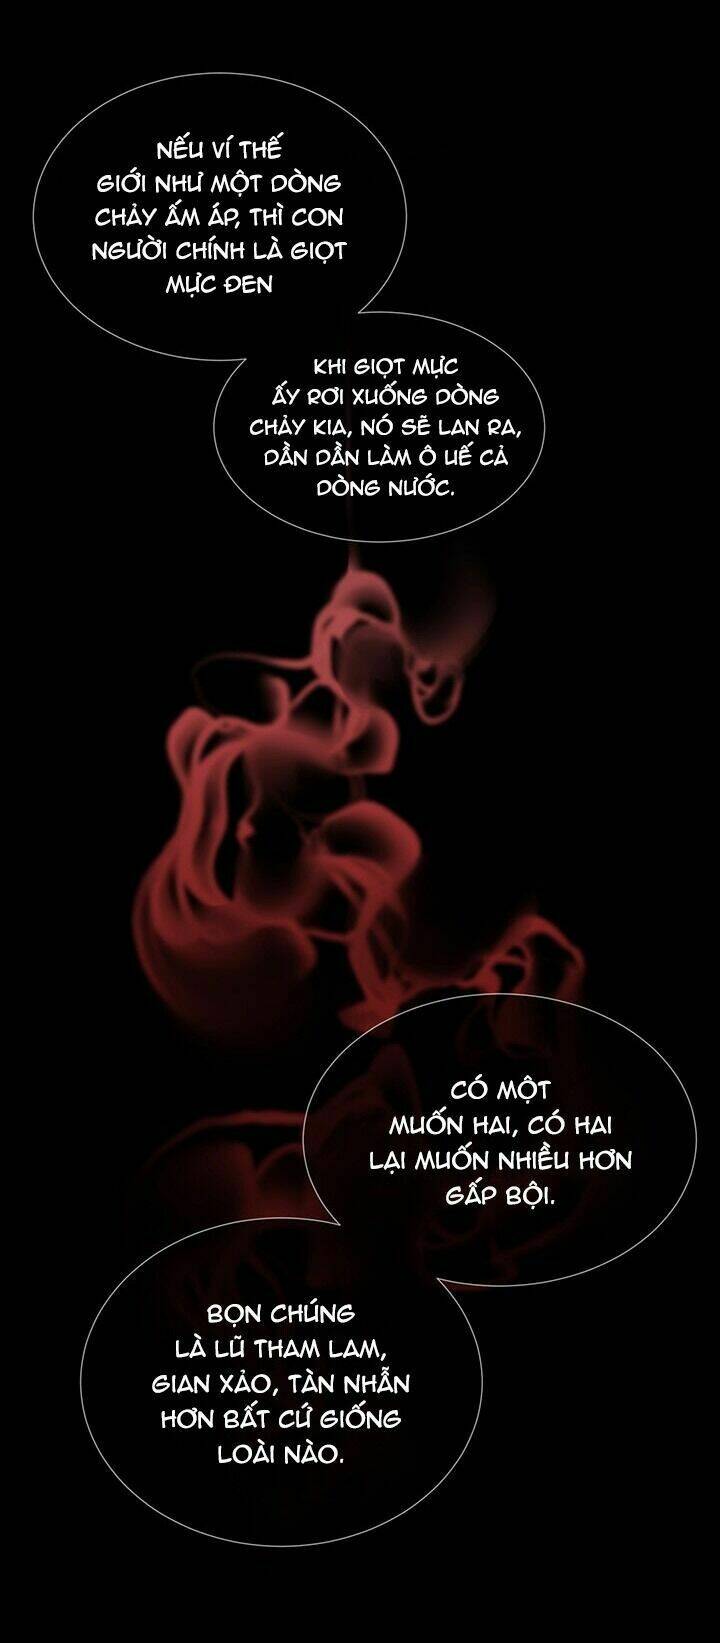 NẾU VÍ THẾ
GIỚI NHƯ MỘT DÒNG
CHẢY ẤM ÁP, THÌ CON
NGƯỜI CHÍNH LÀ GIỌT
MỰC ĐEN
KHI GIỌT MỰC
ẤY RƠI XUỐNG DÒNG
CHẢY KIA, NÓ SẼ LAN RA,
DẦN DẦN LÀM Ô UẾ CẢ
DÒNG NƯỚC.
CÓ MỘT
MUỐN HAI, CÓ HAI
LẠI MUỐN NHIỀU HƠN
GẤP BỘI.
BỌN CHÚNG
LÀ LŨ THAM LAM,
GIAN XẢO, TÀN NHẪN
HƠN BẤT CỨ GIỐNG
LOÀI NÀO.